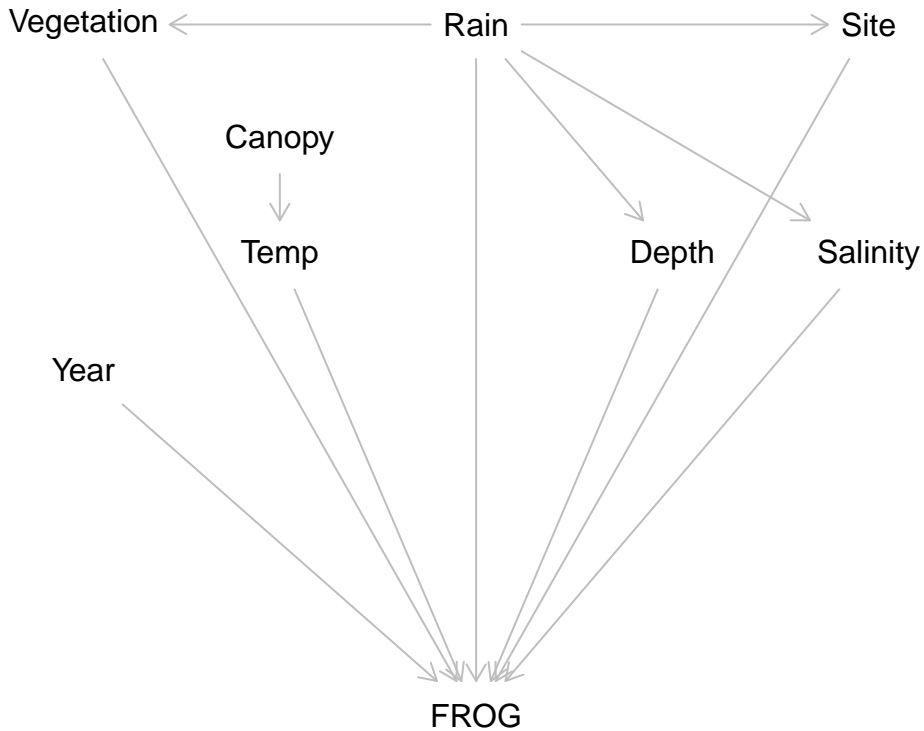 Vegetation Rain Site
Canopy
Temp Depth Salinity
Year
FROG